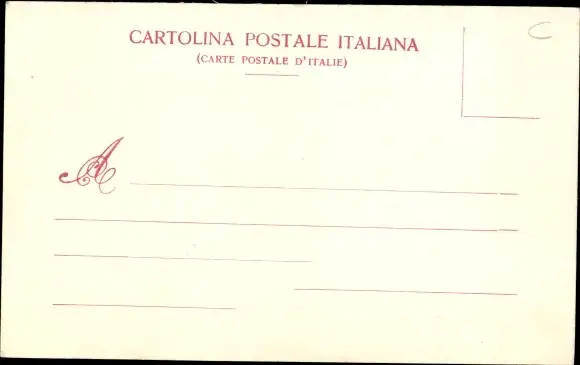 CARTOLINA POSTALE ITALIANA
(CARTE POSTALE D'ITALIE)
C
A